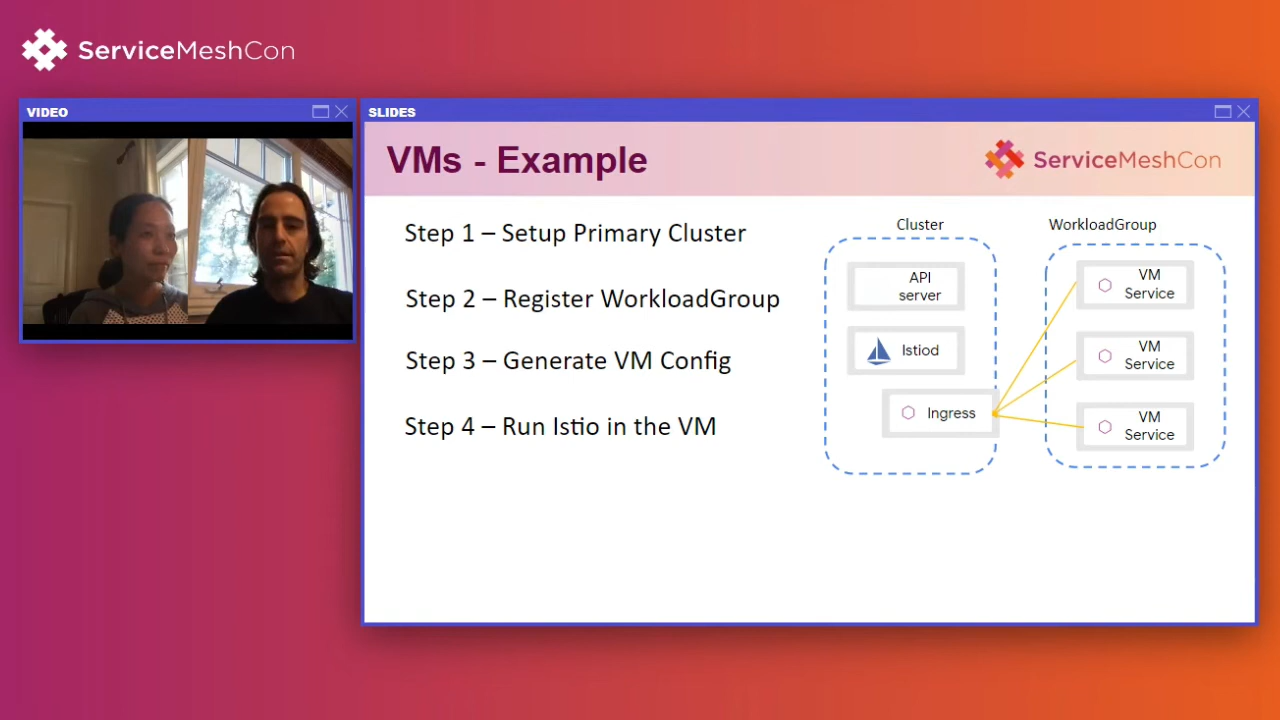 ServiceMeshCon
VIDEO
SLIDES
VMs - Example
ServiceMeshCon
Step 1 – Setup Primary Cluster
Step 2 – Register WorkloadGroup
Step 3 – Generate VM Config
Step 4 – Run Istio in the VM
Cluster
API
server
Istiod
Ingress
WorkloadGroup
VM
Service
VM
Service
VM
Service